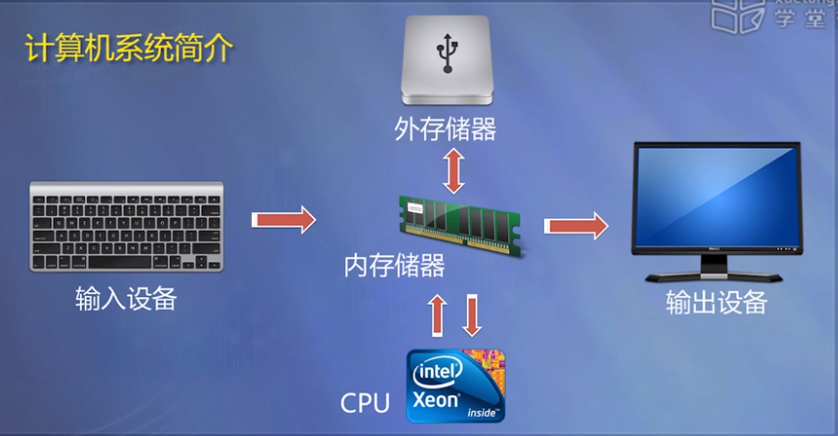 计算机系统简介
学堂
外存储器
内存储器
输入设备
输出设备
CPU
intel
Xeon
inside